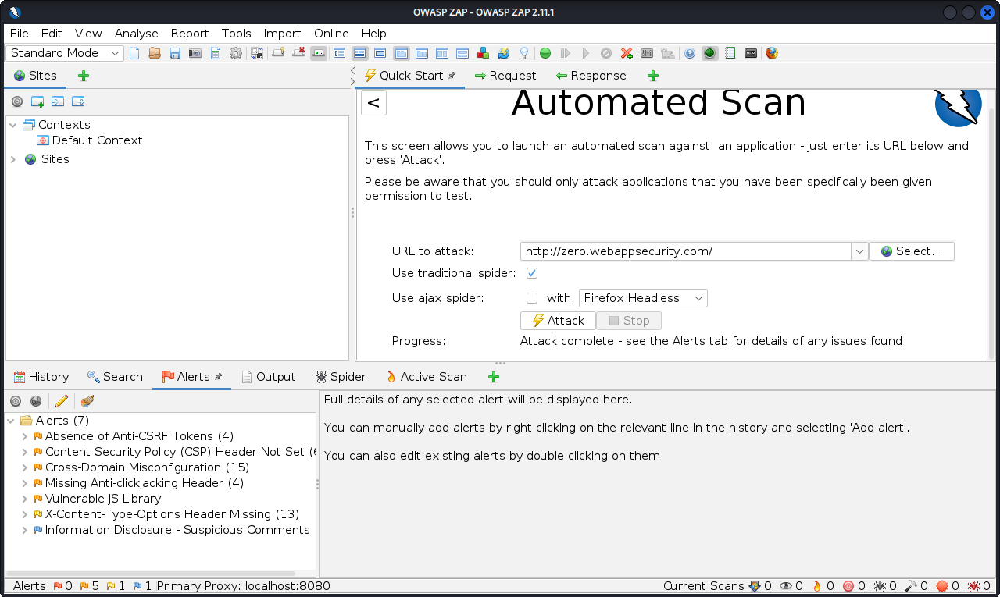 OWASP ZAP - OWASP ZAP 2.11.1
File Edit View Analyse Report Tools Import Online Help
Standard Mode
Sites
Quick Start Request Response
<
Automated Scan
Contexts
Default Context
Sites
This screen allows you to launch an automated scan against  an application - just enter its URL below and
press 'Attack'.
Please be aware that you should only attack applications that you have been specifically been given
permission to test.
URL to attack: http://zero.webappsecurity.com/ Select...
Use traditional spider:
Use ajax spider: with Firefox Headless
Attack Stop
Progress: Attack complete - see the Alerts tab for details of any issues found
History Search Alerts Output Spider Active Scan
Alerts (7)
Absence of Anti-CSRF Tokens (4)
Content Security Policy (CSP) Header Not Set (
Cross-Domain Misconfiguration (15)
Missing Anti-clickjacking Header (4)
Vulnerable JS Library
X-Content-Type-Options Header Missing (13)
Information Disclosure - Suspicious Comments
Full details of any selected alert will be displayed here.
You can manually add alerts by right clicking on the relevant line in the history and selecting 'Add alert'.
You can also edit existing alerts by double clicking on them.
Alerts 0 5 1 1 Primary Proxy: localhost:8080 Current Scans 0 0 0 0 0 0 0 0